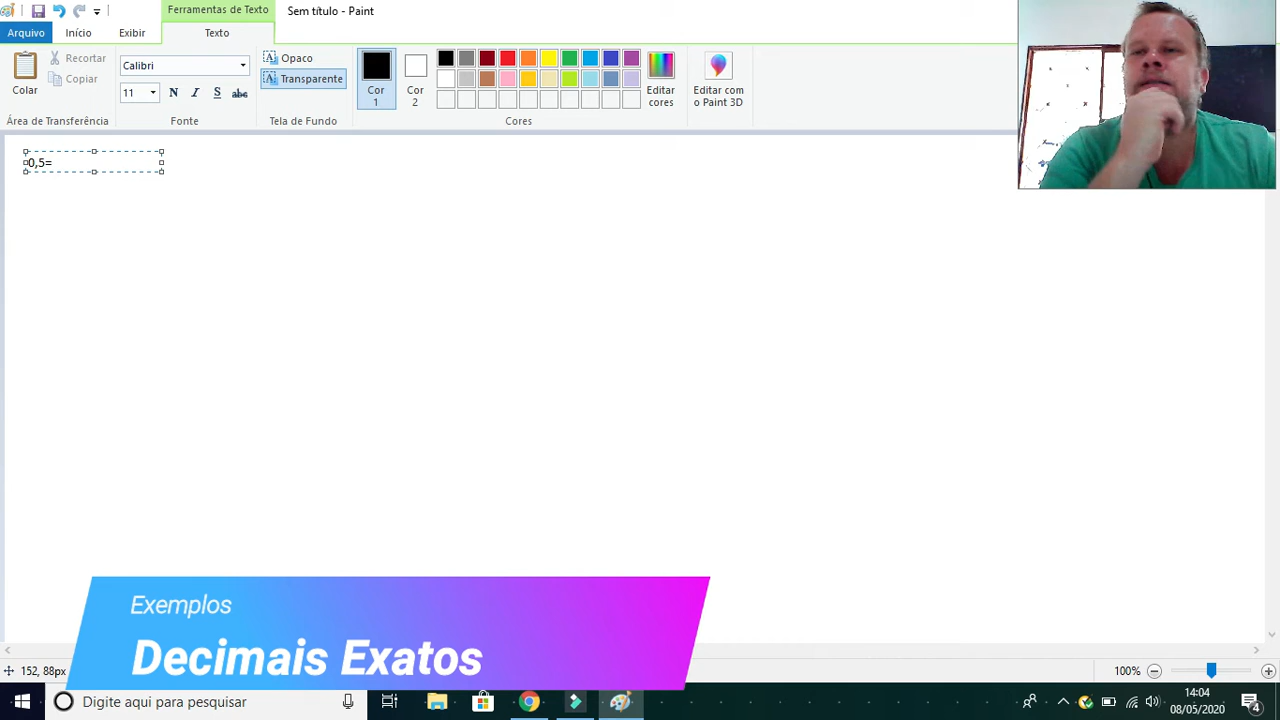 Ferramentas de Texto
Sem título - Paint
Arquivo
Início
Exibir
Texto
Colar
Recortar
Copiar
Área de Transferência
Calibri
11
N I S abc
Fonte
Opaco
Transparente
Tela de Fundo
Cor
1
Cor
2
Cores
Editar
cores
Editar com
o Paint 3D
0,5=
Exemplos
Decimais Exatos
152, 88px
100%
Digite aqui para pesquisar
14:04
08/05/2020
4